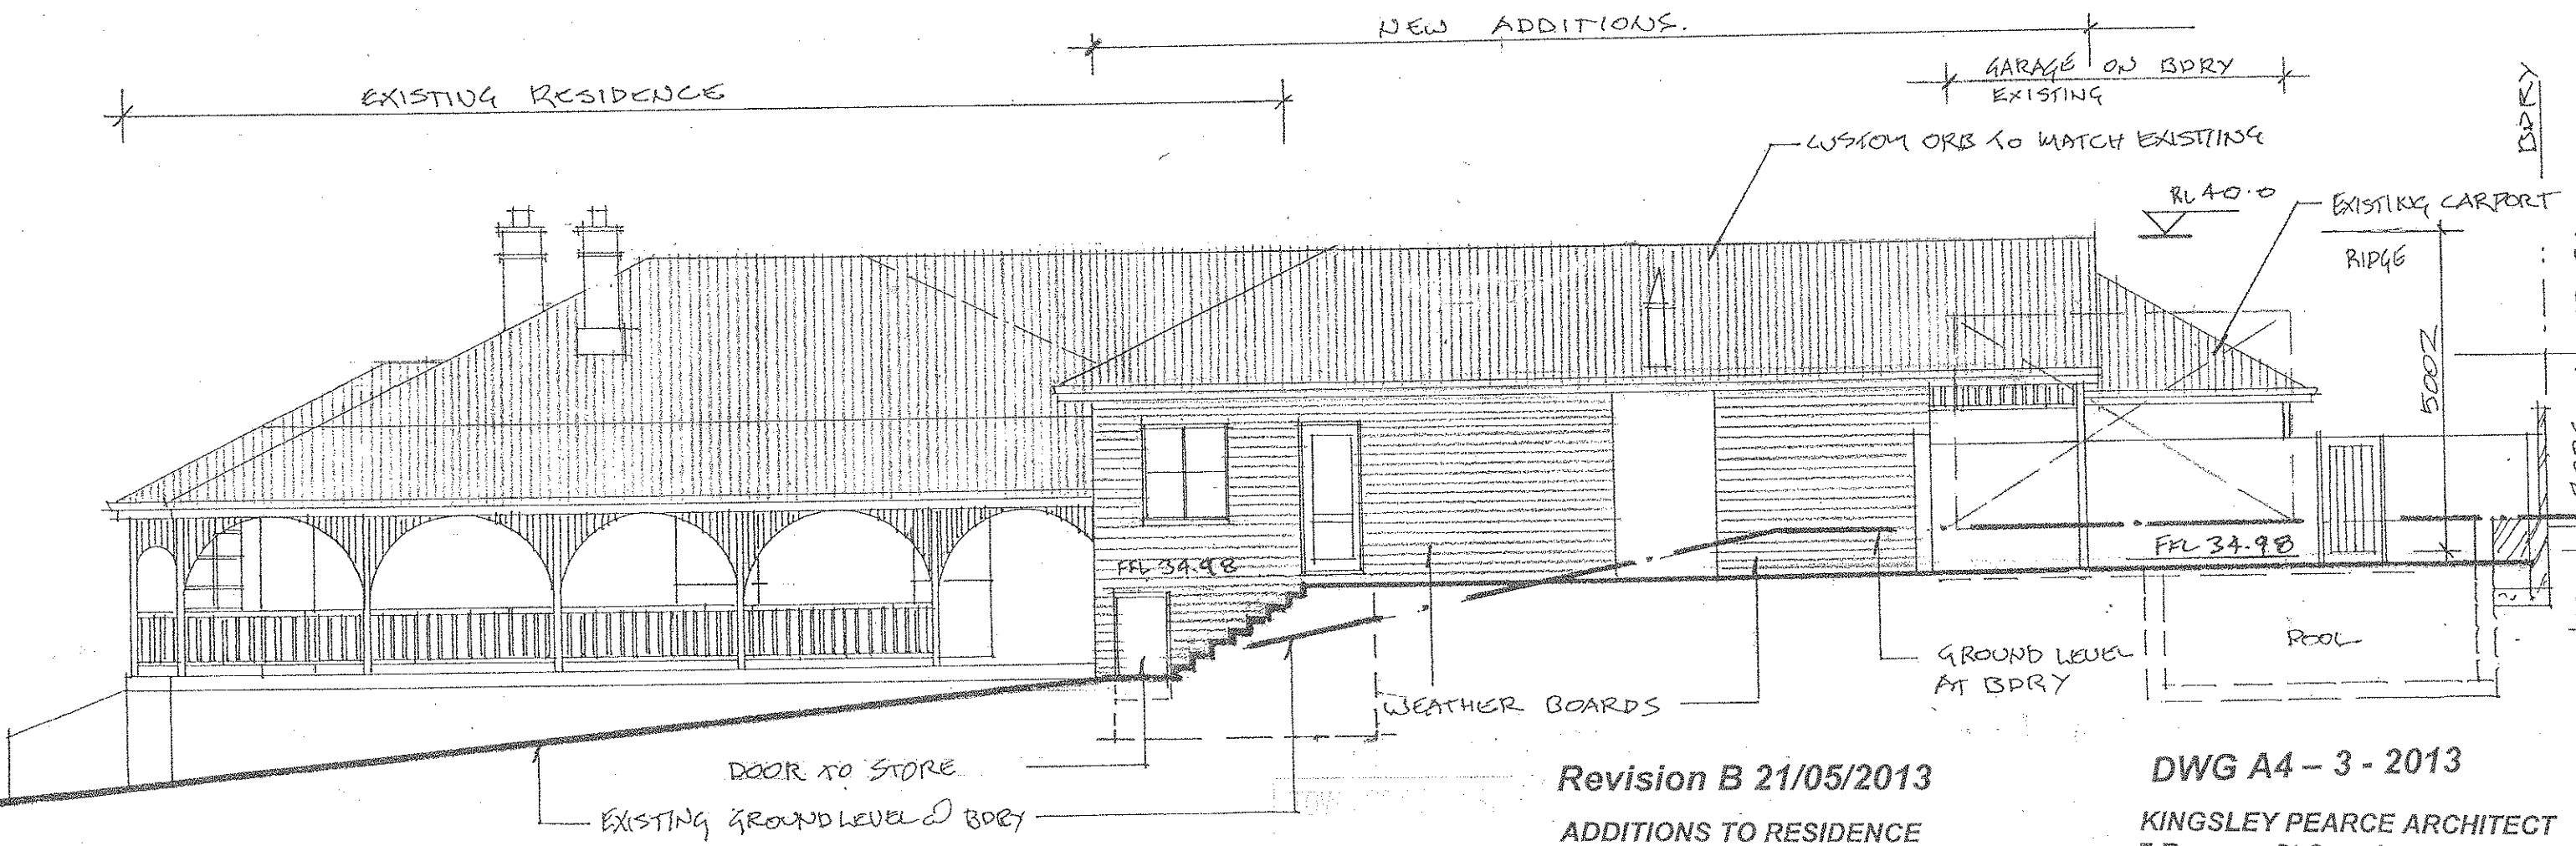 NEW ADDITIONS.
EXISTING RESIDENCE
GARAGE ON BDRY
EXISTING
BDRY
CUSTOM ORB TO MATCH EXISTIING
RL 40.0
EXISTING CARPORT
RIDGE
5002
FFL 34.98
FFL 34.98
POOL
GROUND LEVEL
AT BDRY
WEATHER BOARDS
DOOR TO STORE
EXISTING GROUND LEVEL @ BDRY
Revision B 21/05/2013
ADDITIONS TO RESIDENCE
DWG A4 – 3 - 2013
KINGSLEY PEARCE ARCHITECT